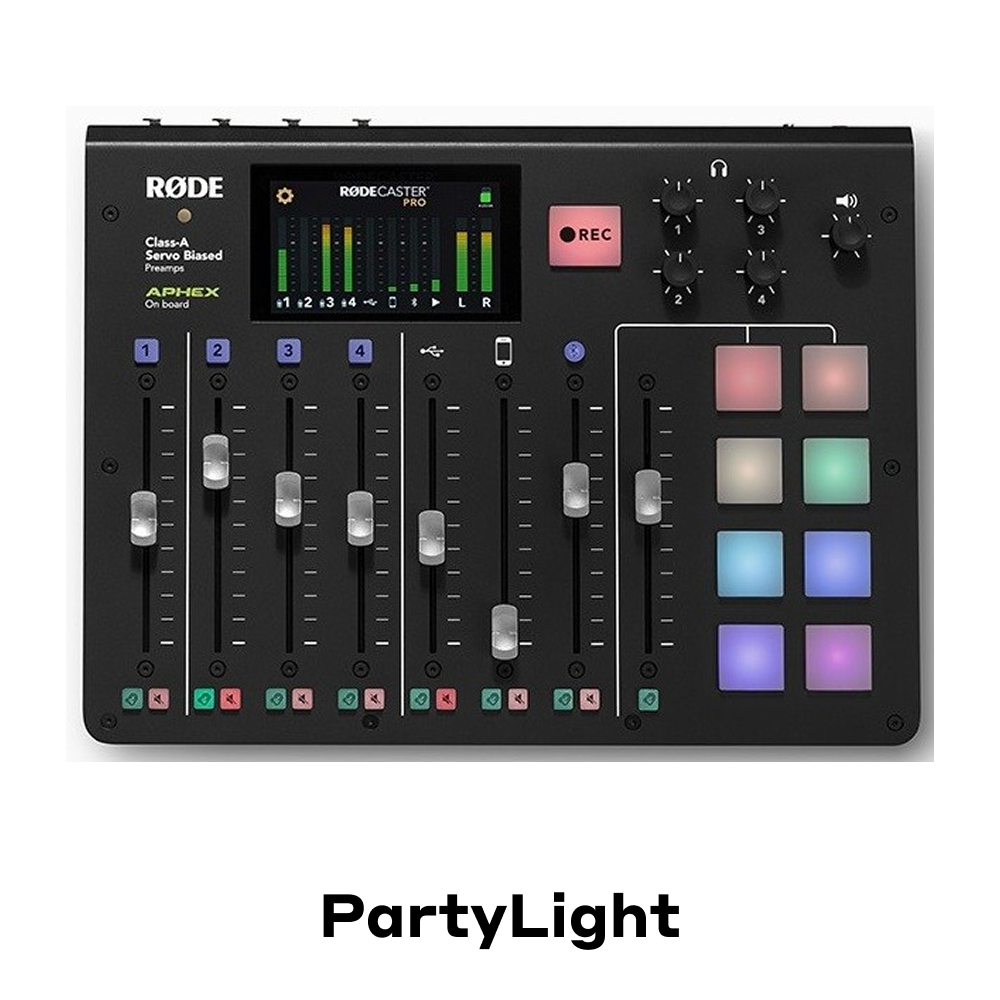 RØDE
Class-A
Servo Biased
Preamps
APHEX
On board
RØDECASTER™
PRO
1 2 3 4 L R
REC
1 3
2 4
1 2 3 4
PartyLight